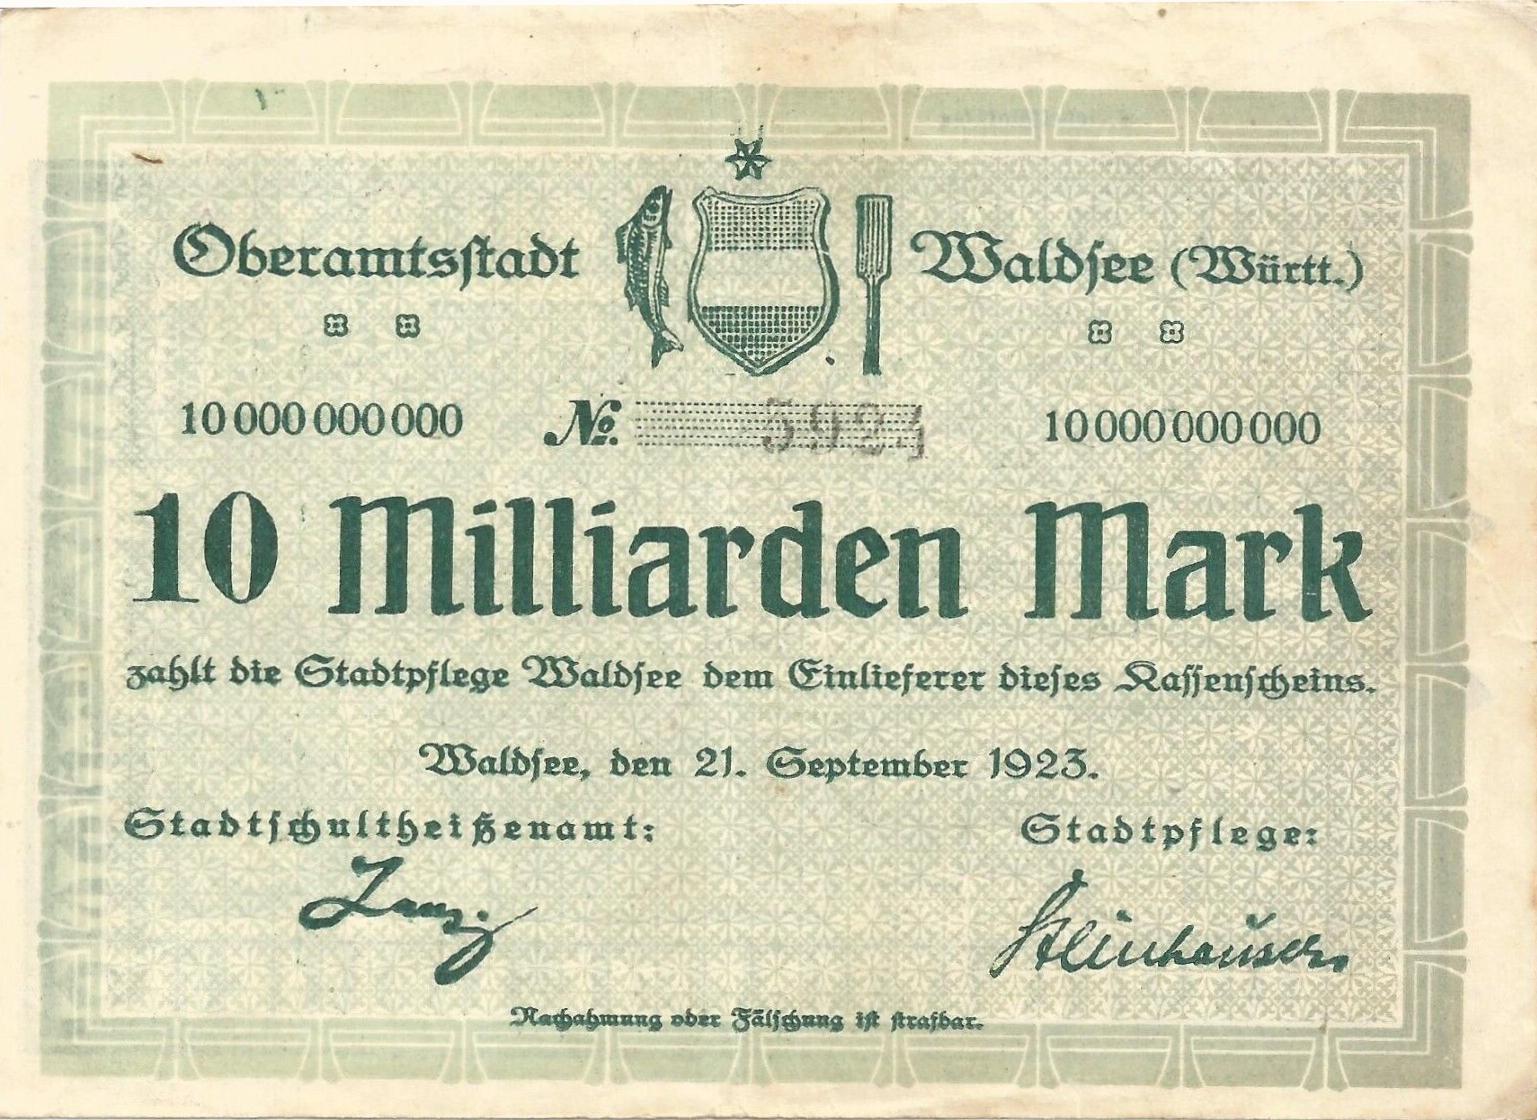 Oberamtsstadt Waldsee (Württ.)
10 000 000 000 No. 5924 10 000 000 000
10 Milliarden Mark
zahlt die Stadtpflege Waldsee dem Einlieferer dieses Kassenscheins.
Waldsee, den 21. September 1923.
Stadtschultheißenamt: Stadtpflege:
Nachahmung oder Fälschung ist strafbar.